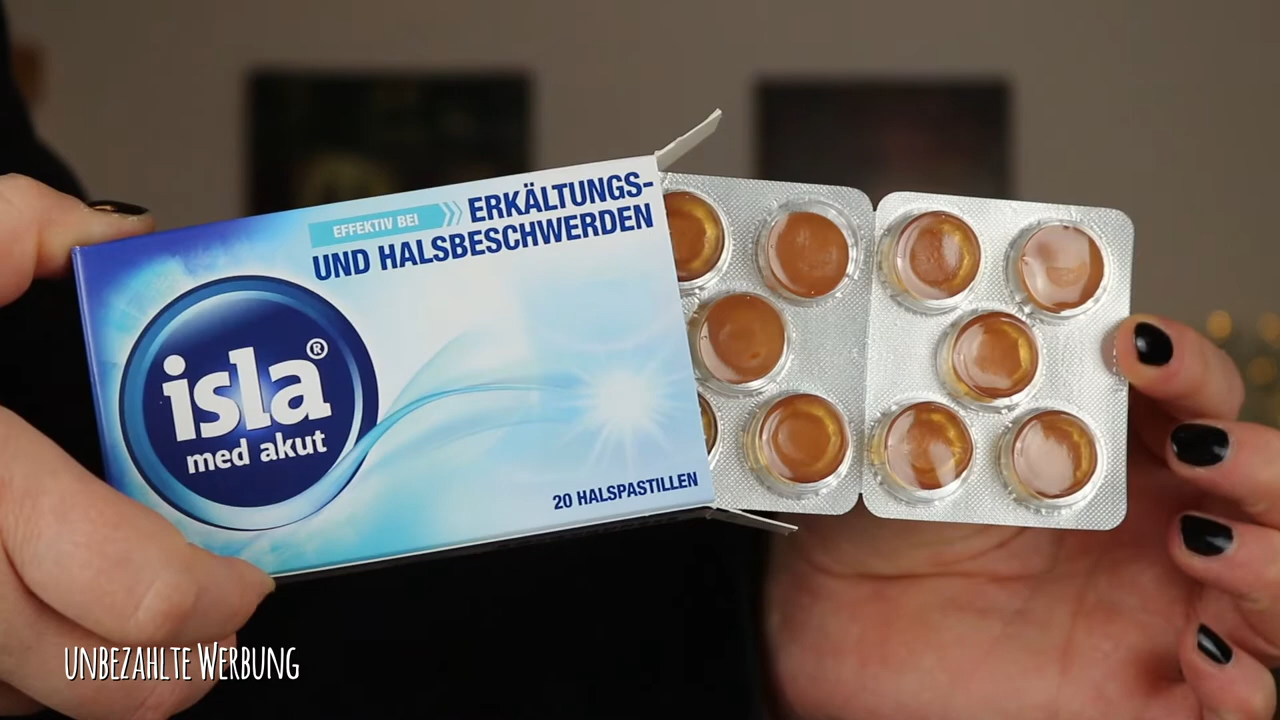 EFFEKTIV BEI ERKÄLTUNGS-
UND HALSBESCHWERDEN
isla®
med akut
20 HALSPASTILLEN
UNBEZAHLTE WERBUNG